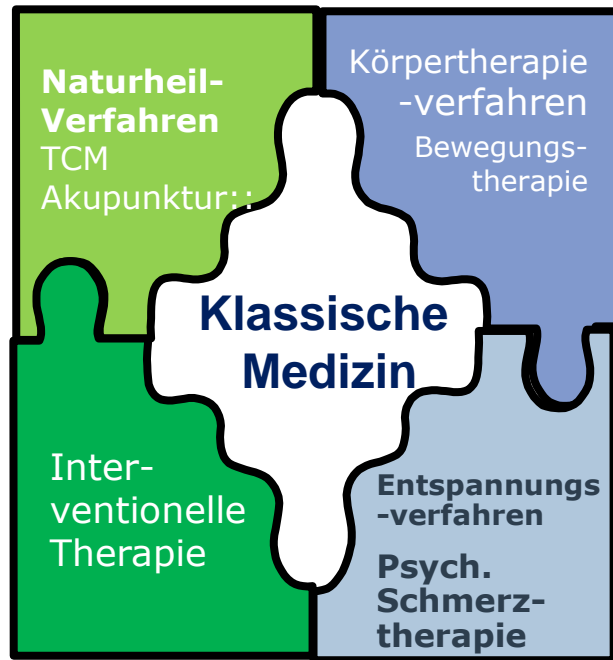 Naturheil-
Verfahren
TCM
Akupunktur::
Körpertherapie
-verfahren
Bewegungs-
therapie
Klassische
Medizin
Inter-
ventionelle
Therapie
Entspannungs
-verfahren
Psych.
Schmerz-
therapie